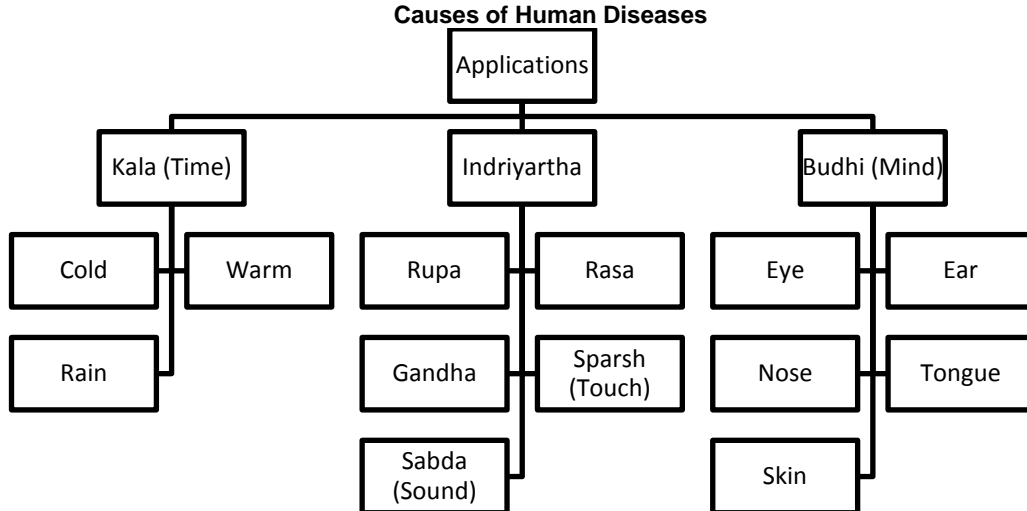 Causes of Human Diseases
Applications
Kala (Time)
Indriyartha
Budhi (Mind)
Cold
Warm
Rupa
Rasa
Eye
Ear
Rain
Gandha
Sparsh
(Touch)
Nose
Tongue
Sabda
(Sound)
Skin